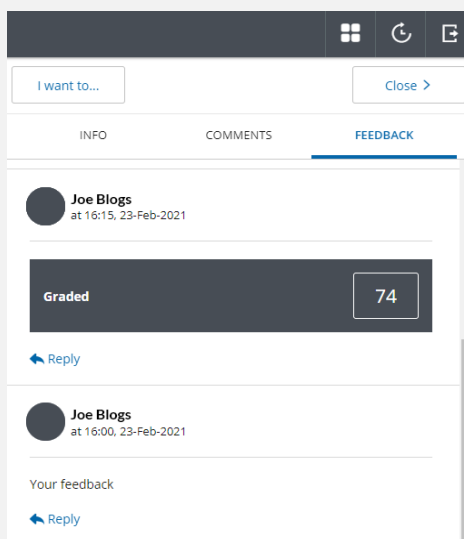 I want to...
Close
INFO COMMENTS FEEDBACK
Joe Blogs
at 16:15, 23-Feb-2021
Graded 74
Reply
Joe Blogs
at 16:00, 23-Feb-2021
Your feedback
Reply